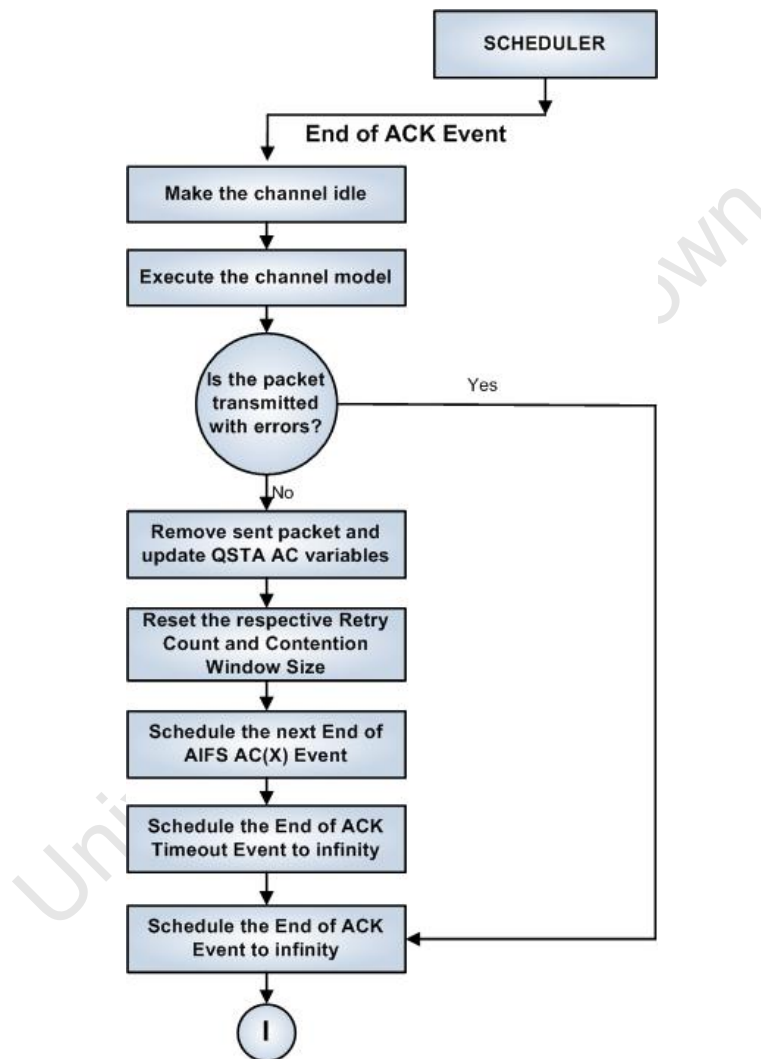 SCHEDULER
End of ACK Event
Make the channel idle
Execute the channel model
Is the packet
transmitted
with errors?
Yes
No
Remove sent packet and
update QSTA AC variables
Reset the respective Retry
Count and Contention
Window Size
Schedule the next End of
AIFS AC(X) Event
Schedule the End of ACK
Timeout Event to infinity
Schedule the End of ACK
Event to infinity
I